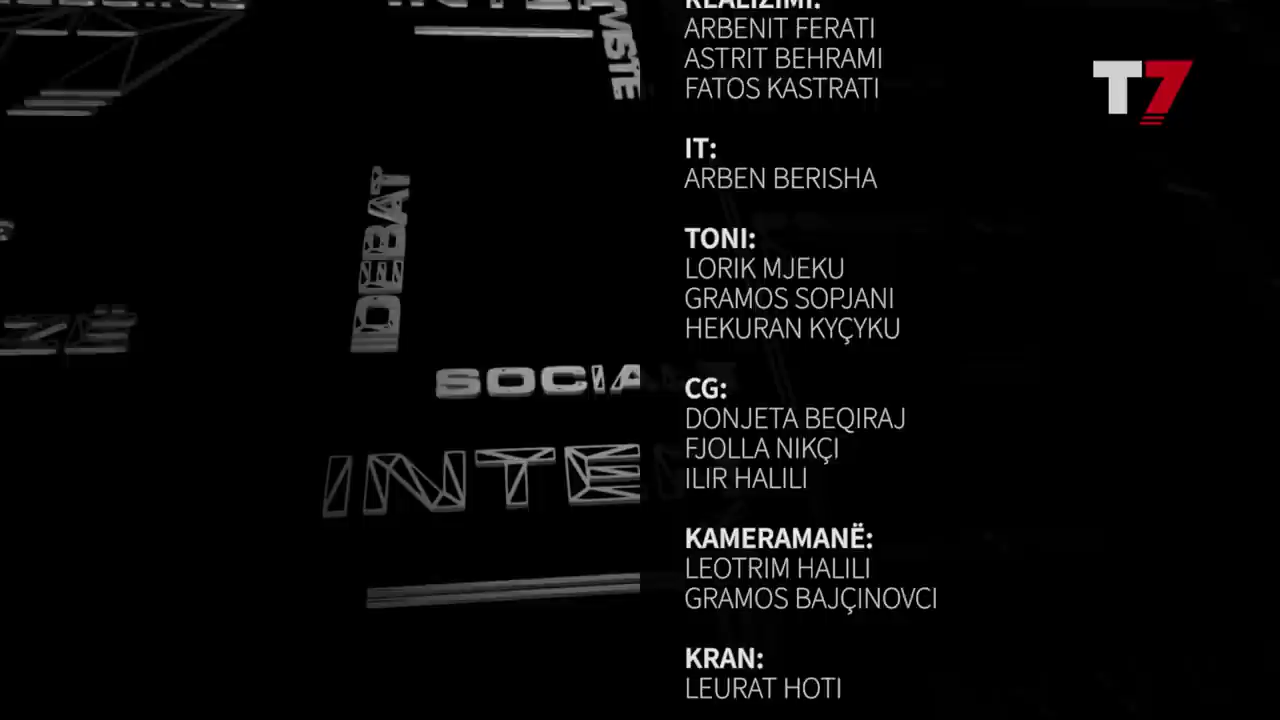 REALIZIMI:
ARBENIT FERATI
ASTRIT BEHRAMI
FATOS KASTRATI
T7
IT:
ARBEN BERISHA
TONI:
LORIK MJEKU
GRAMOS SOPJANI
HEKURAN KYÇYKU
CG:
DONJETA BEQIRAJ
FJOLLA NIKÇI
ILIR HALILI
KAMERAMANË:
LEOTRIM HALILI
GRAMOS BAJÇINOVCI
KRAN:
LEURAT HOTI
DEBAT